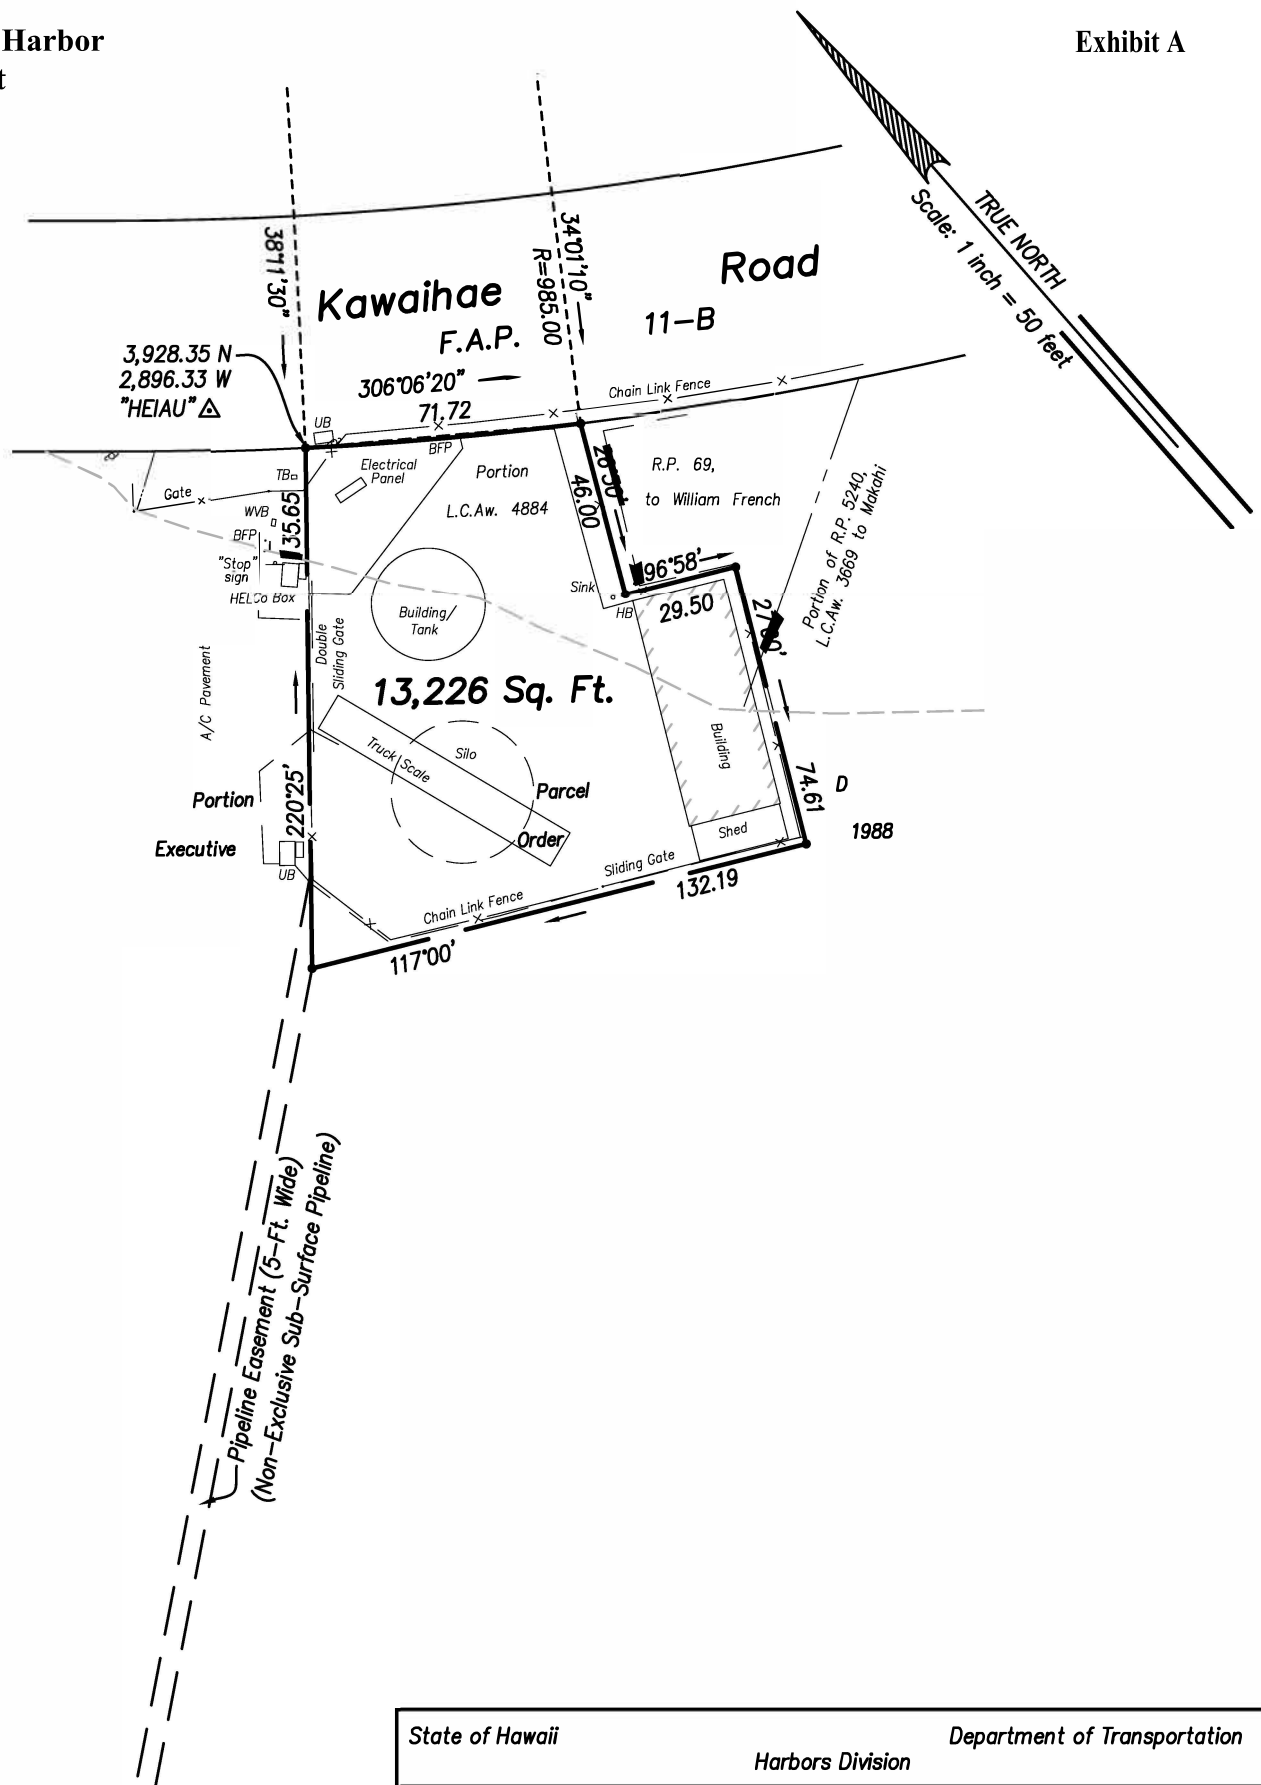 Harbor
t
Exhibit A
TRUE NORTH
Scale: 1 inch = 50 feet
38°11'30"
34°01'10"
R=985.00
Kawaihae
Road
F.A.P.
11-B
3,928.35 N
2,896.33 W
"HEIAU"
306°06'20"
71.72
Chain Link Fence
UB
BFP
Electrical
Panel
Portion
L.C.Aw. 4884
R.P. 69,
to William French
46.00
Portion of R.P. 5240,
L.C.Aw. 3669 to Makahi
TB
Gate
WVB
BFP
35.65
"Stop"
sign
HELCo Box
Sink
HB
296°58'
29.50
Building/
Tank
Double
Sliding Gate
A/C Pavement
13,226 Sq. Ft.
Building
Silo
Truck Scale
Parcel
D
74.61
Portion
220°25'
Order
1988
Executive
UB
Shed
Sliding Gate
132.19
Chain Link Fence
117°00'
Pipeline Easement (5-Ft. Wide)
(Non-Exclusive Sub-Surface Pipeline)
State of Hawaii
Department of Transportation
Harbors Division